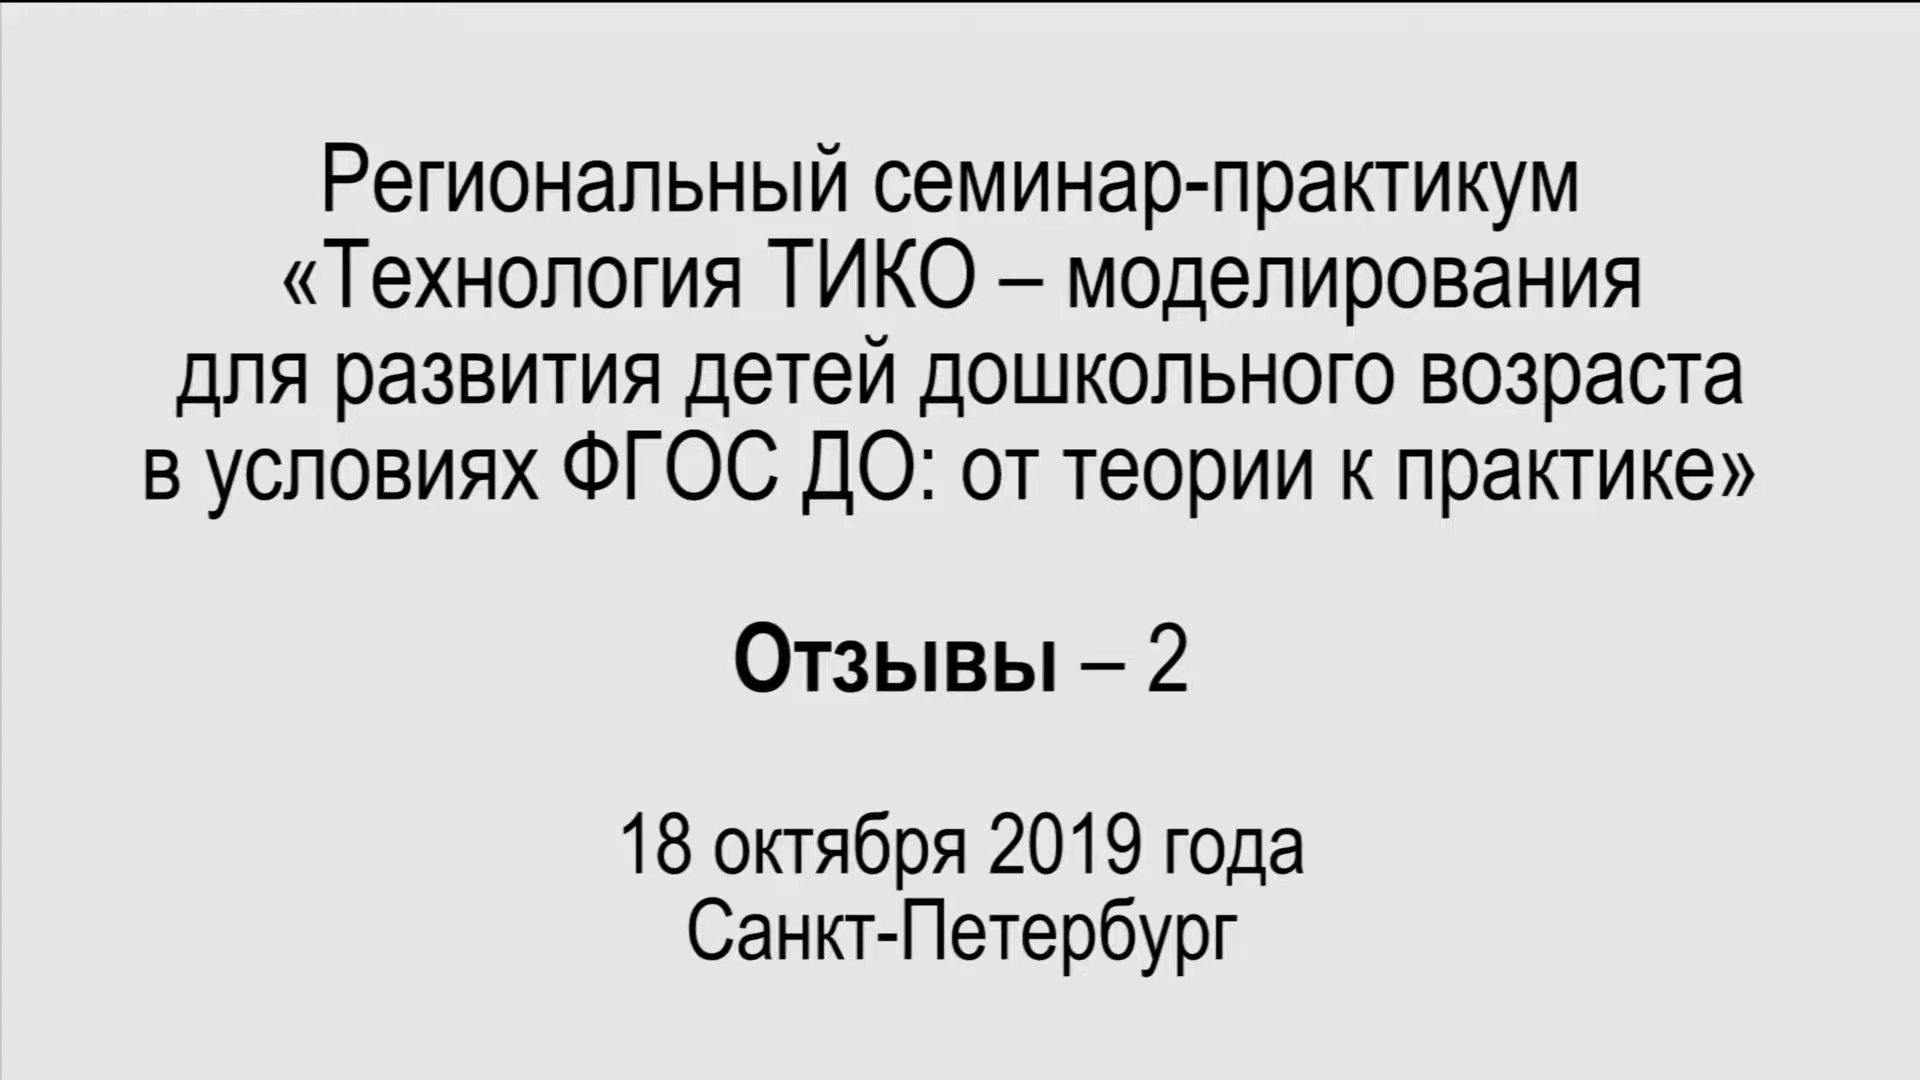 Региональный семинар-практикум
«Технология ТИКО – моделирования
для развития детей дошкольного возраста
в условиях ФГОС ДО: от теории к практике»
Отзывы – 2
18 октября 2019 года
Санкт-Петербург